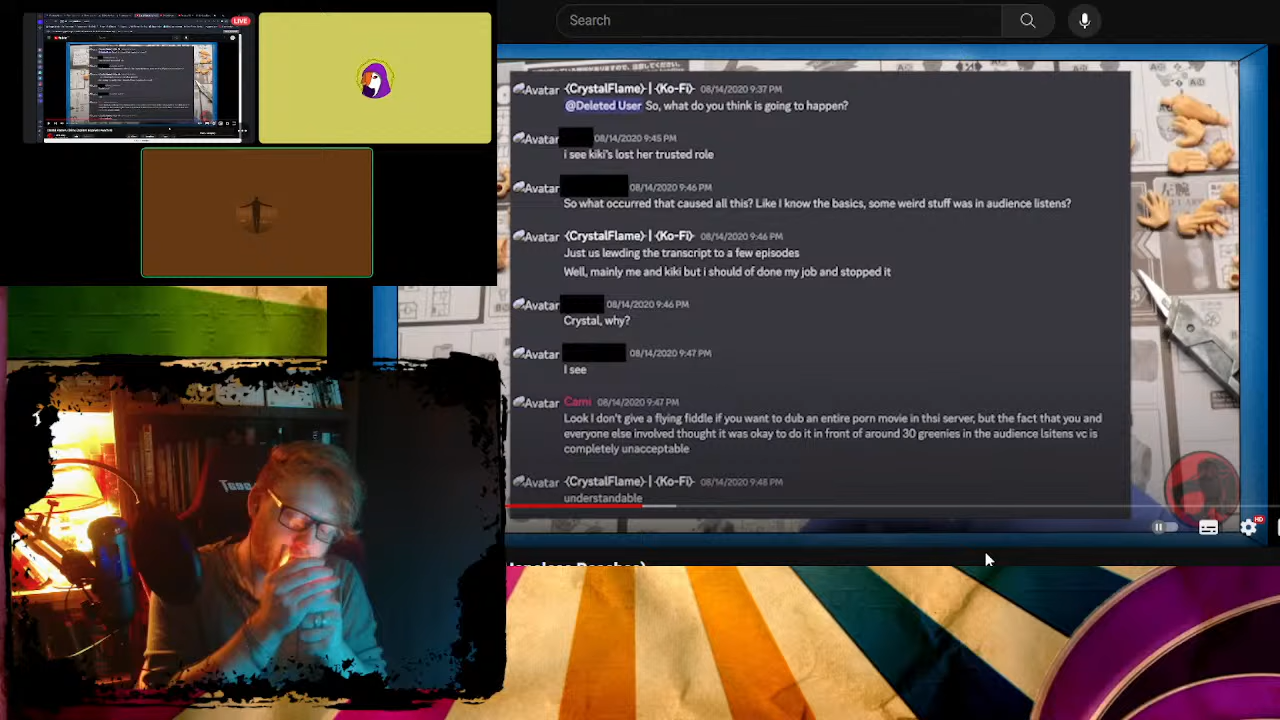 LIVE
Search
Avatar -{CrystalFlame} | {Ko-Fi}- 08/14/2020 9:37 PM
@Deleted User So, what do you think is going to happen?
Avatar 08/14/2020 9:45 PM
i see kiki's lost her trusted role
Avatar 08/14/2020 9:46 PM
So what occurred that caused all this? Like I know the basics, some weird stuff was in audience listens?
Avatar -{CrystalFlame} | {Ko-Fi}- 08/14/2020 9:46 PM
Just us lewding the transcript to a few episodes
Well, mainly me and kiki but i should of done my job and stopped it
Avatar 08/14/2020 9:46 PM
Crystal, why?
Avatar 08/14/2020 9:47 PM
I see
Avatar Cami 08/14/2020 9:47 PM
Look I don't give a flying fiddle if you want to dub an entire porn movie in thsi server, but the fact that you and
everyone else involved thought it was okay to do it in front of around 30 greenies in the audience lsitens vc is
completely unacceptable
Avatar -{CrystalFlame} | {Ko-Fi}- 08/14/2020 9:48 PM
understandable
HD